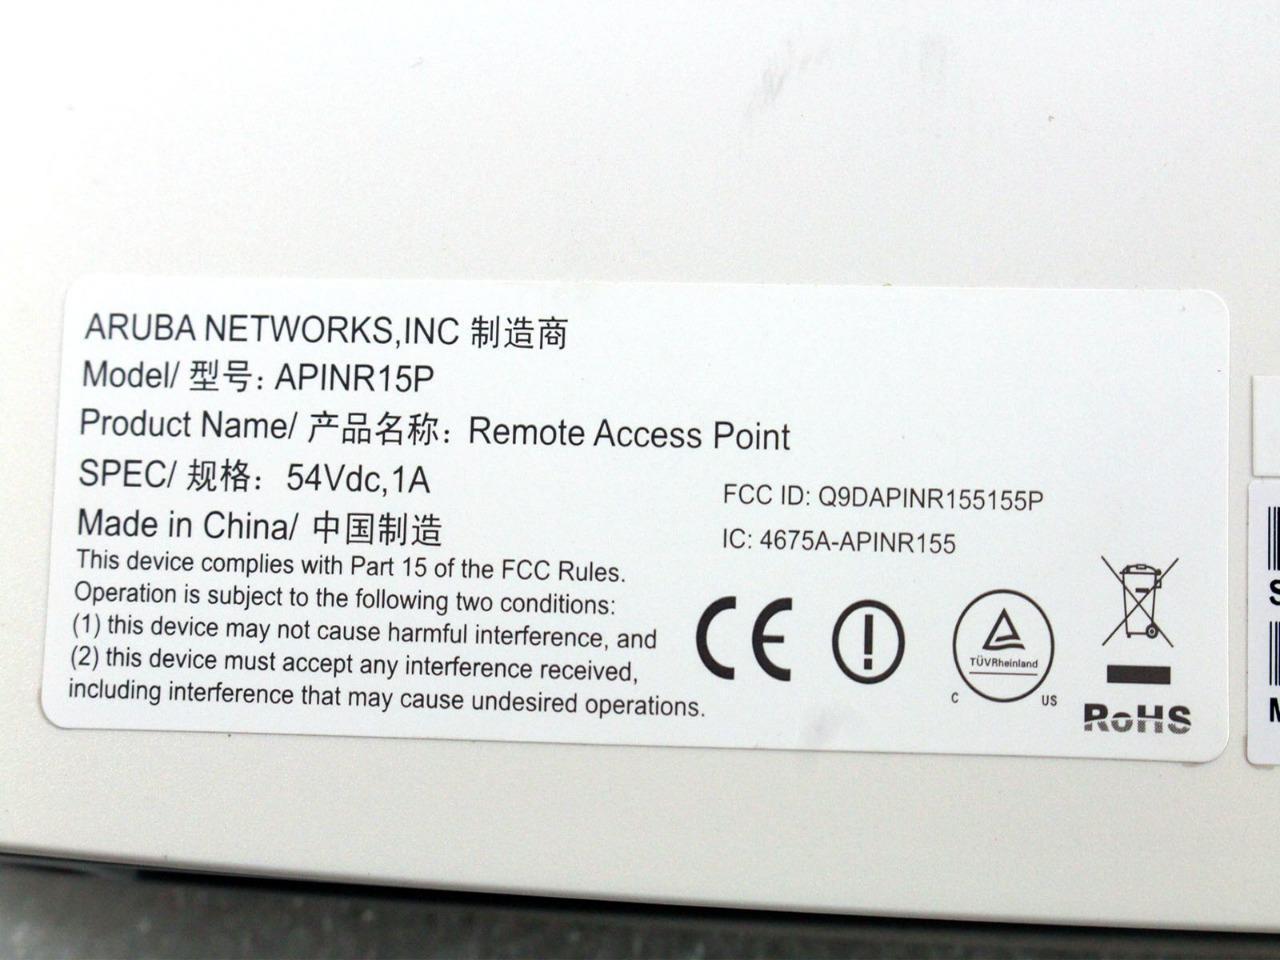 ARUBA NETWORKS,INC 制造商
Model/ 型号: APINR15P
Product Name/ 产品名称: Remote Access Point
SPEC/ 规格: 54Vdc,1A
Made in China/ 中国制造
This device complies with Part 15 of the FCC Rules.
Operation is subject to the following two conditions:
(1) this device may not cause harmful interference, and
(2) this device must accept any interference received,
including interference that may cause undesired operations.
FCC ID: Q9DAPINR155155P
IC: 4675A-APINR155
CE
TÜVRheinland
C US
RoHS